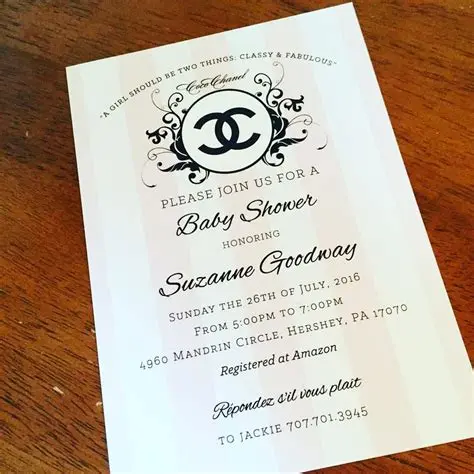 "A GIRL SHOULD BE TWO THINGS: CLASSY & FABULOUS"
Coco Chanel
PLEASE JOIN US FOR A
Baby Shower
HONORING
Suzanne Goodway
SUNDAY THE 26TH OF JULY, 2016
FROM 5:00PM TO 7:00PM
4960 MANDRIN CIRCLE, HERSHEY, PA 17070
Registered at Amazon
Répondez s'il vous plait
TO JACKIE 707.701.3945